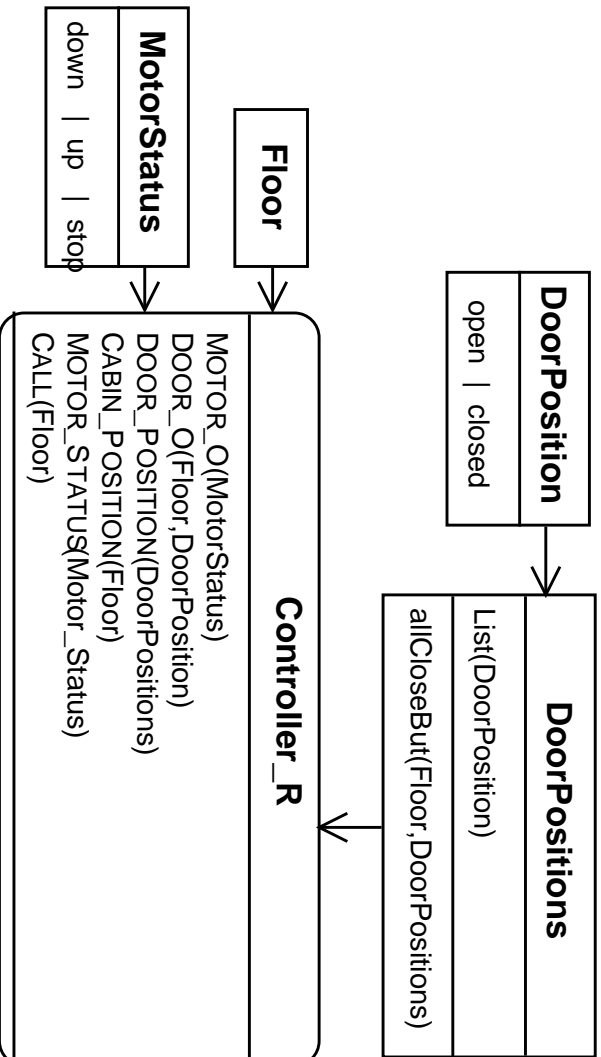 DoorPosition
open | closed
DoorPositions
List(DoorPosition)
allCloseBut(Floor,DoorPositions)
Floor
MotorStatus
down | up | stop
Controller_R
MOTOR_O(MotorStatus)
DOOR_O(Floor,DoorPosition)
DOOR_POSITION(DoorPositions)
CABIN_POSITION(Floor)
MOTOR_STATUS(Motor_Status)
CALL(Floor)